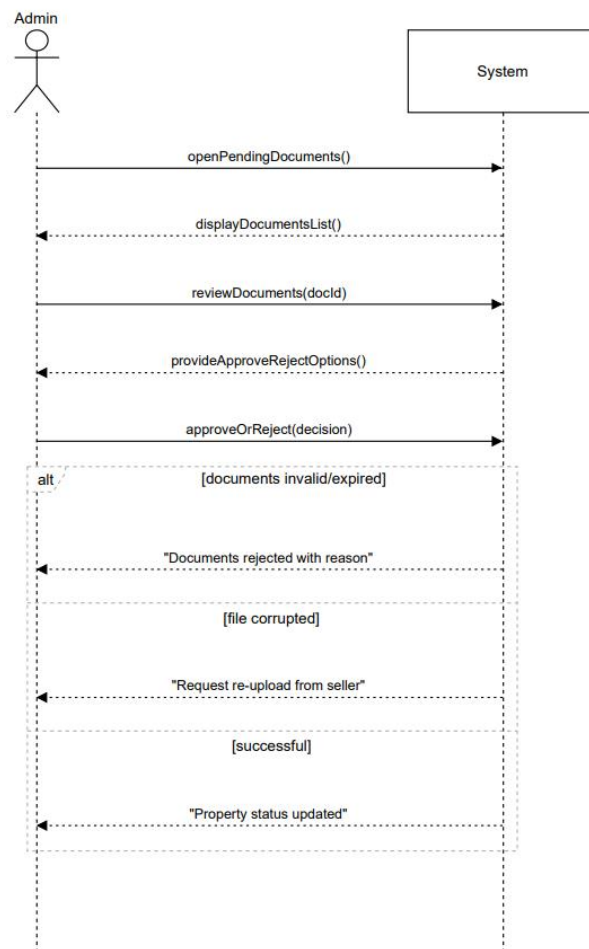 Admin
System
openPendingDocuments()
displayDocumentsList()
reviewDocuments(docId)
provideApproveRejectOptions()
approveOrReject(decision)
alt
[documents invalid/expired]
"Documents rejected with reason"
[file corrupted]
"Request re-upload from seller"
[successful]
"Property status updated"